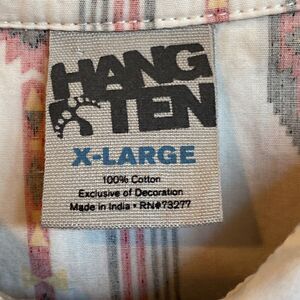 HANG
TEN
X-LARGE
100% Cotton
Exclusive of Decoration
Made in India • RN#73277